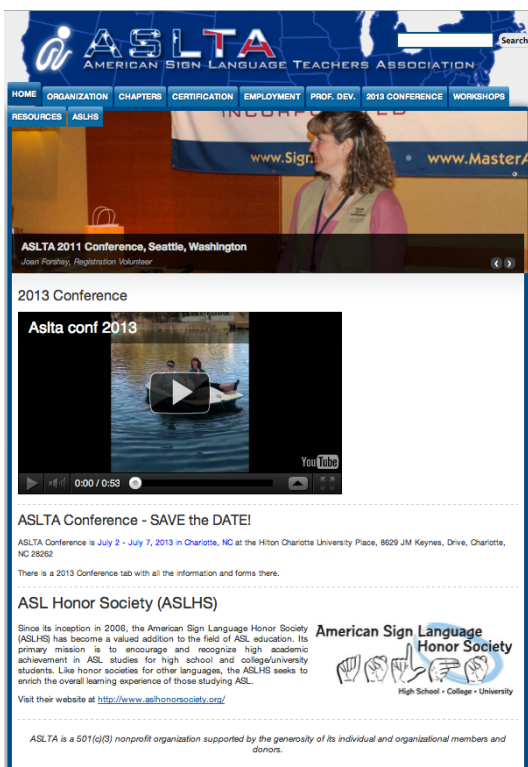 ASLTA
AMERICAN SIGN LANGUAGE TEACHERS ASSOCIATION
Search
HOME
ORGANIZATION
CHAPTERS
CERTIFICATION
EMPLOYMENT
PROF. DEV.
2013 CONFERENCE
WORKSHOPS
RESOURCES
ASLHS
INCORPORATED
www.Sign
www.MasterA
ASLTA 2011 Conference, Seattle, Washington
Joan Forshay, Registration Volunteer
2013 Conference
Aslta conf 2013
YouTube
0:00 / 0:53
ASLTA Conference - SAVE the DATE!
ASLTA Conference is July 2 - July 7, 2013 in Charlotte, NC at the Hilton Charlotte University Place, 8629 JM Keynes, Drive, Charlotte,
NC 28262
There is a 2013 Conference tab with all the information and forms there.
ASL Honor Society (ASLHS)
Since its inception in 2006, the American Sign Language Honor Society
(ASLHS) has become a valued addition to the field of ASL education. Its
primary mission is to encourage and recognize high academic
achievement in ASL studies for high school and college/university
students. Like honor societies for other languages, the ASLHS seeks to
enrich the overall learning experience of those studying ASL.
Visit their website at http://www.aslhonorsociety.org/
American Sign Language
Honor Society
High School • College • University
ASLTA is a 501(c)(3) nonprofit organization supported by the generosity of its individual and organizational members and
donors.